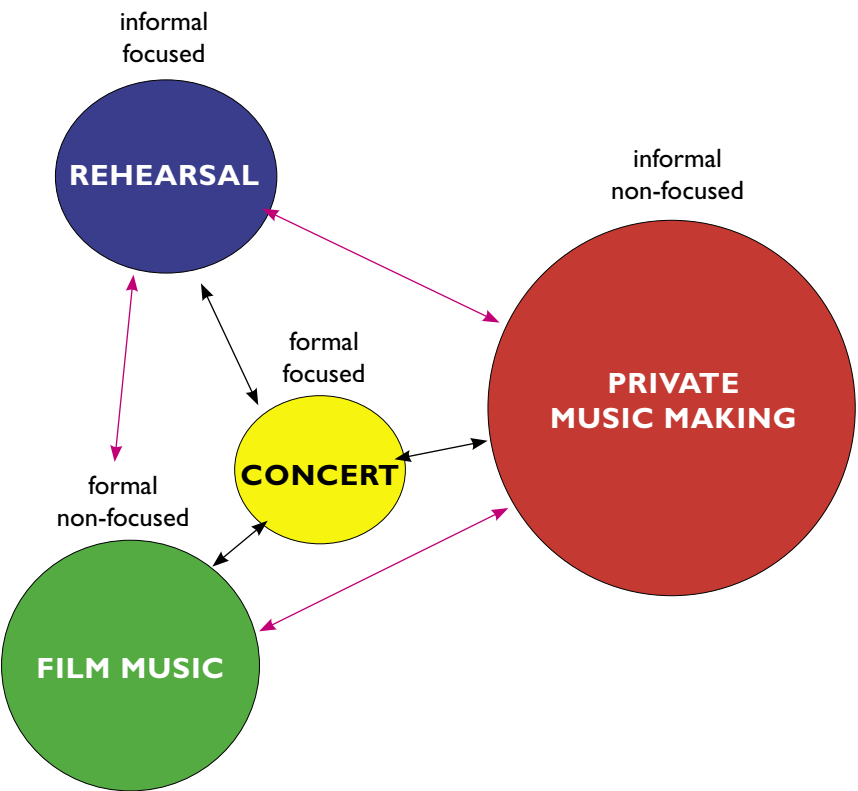 informal
focused
REHEARSAL
informal
non-focused
PRIVATE
MUSIC MAKING
formal
focused
CONCERT
formal
non-focused
FILM MUSIC